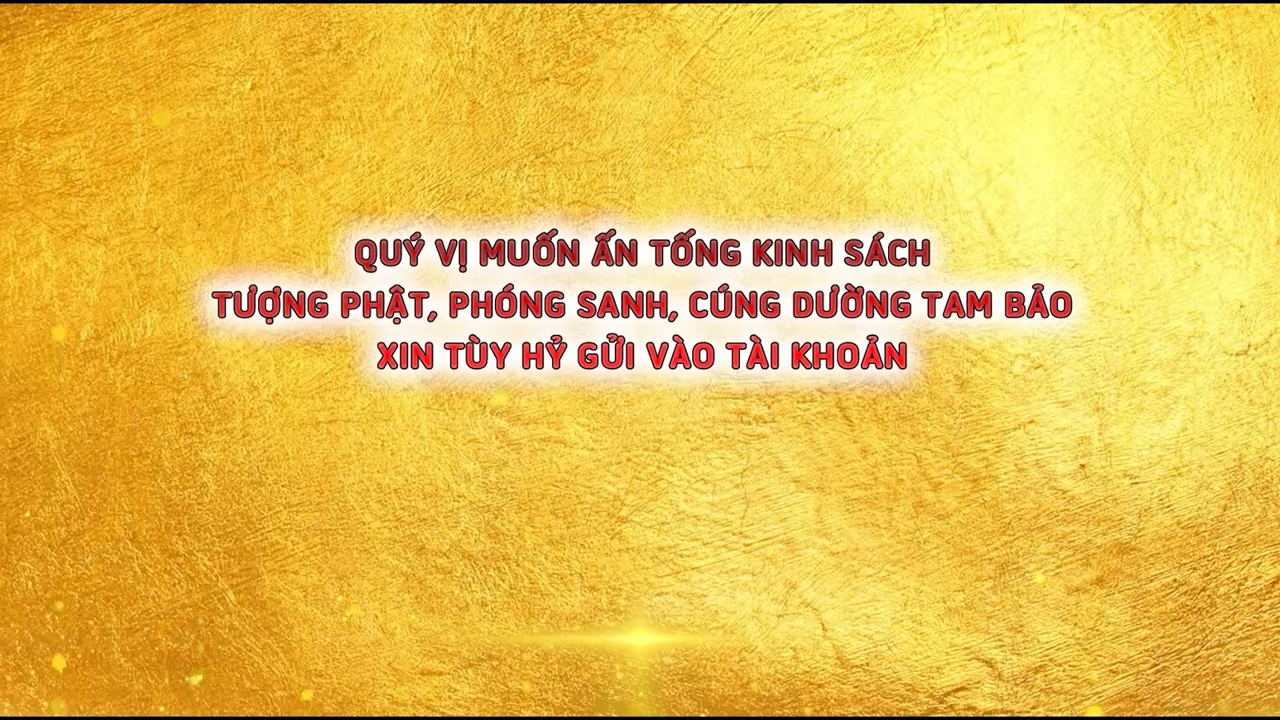 QUÝ VỊ MUỐN ẤN TỐNG KINH SÁCH
TƯỢNG PHẬT, PHÓNG SANH, CÚNG DƯỜNG TAM BẢO
XIN TÙY HỶ GỬI VÀO TÀI KHOẢN